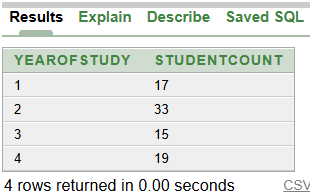 Results Explain Describe Saved SQL
YEAROFSTUDY STUDENTCOUNT
1 17
2 33
3 15
4 19
4 rows returned in 0.00 seconds CSV